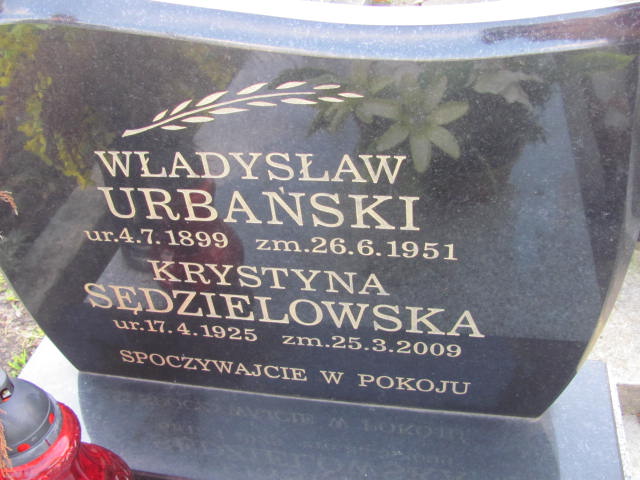 WŁADYSŁAW
URBAŃSKI
ur.4.7.1899 zm.26.6.1951
KRYSTYNA
SĘDZIELOWSKA
ur.17.4.1925 zm.25.3.2009
SPOCZYWAJCIE W POKOJU